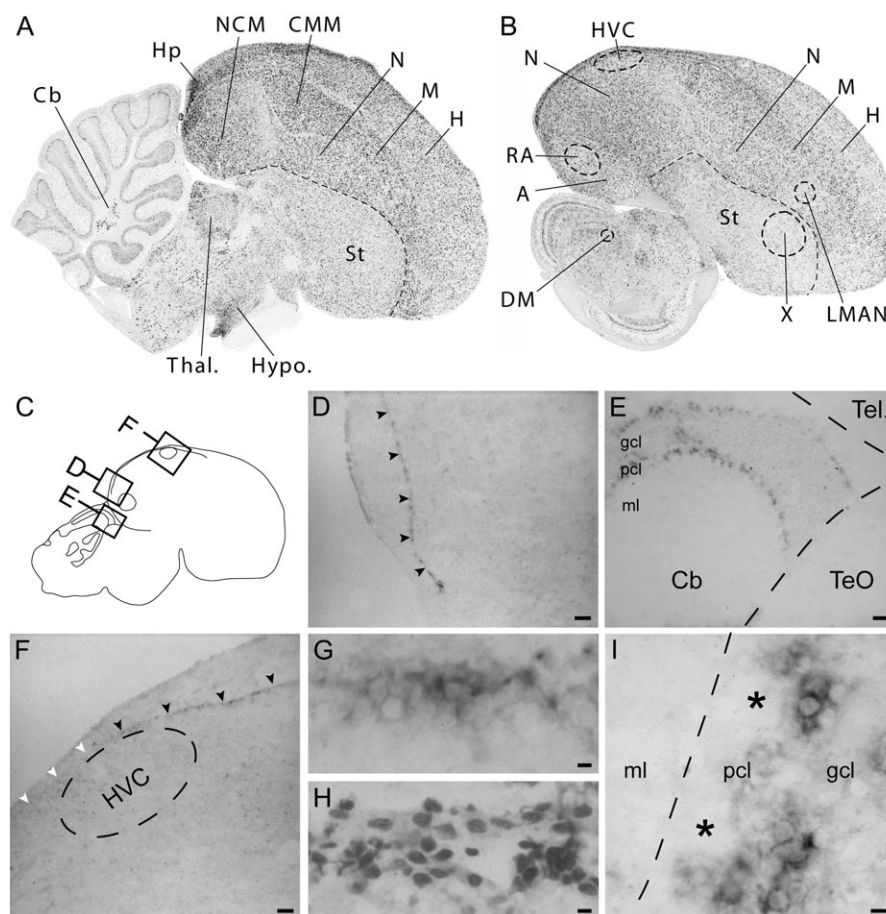 A
NCM
CMM
Hp
N
M
H
Cb
St
Thal.
Hypo.
B
HVC
N
N
M
H
RA
A
St
DM
X
LMAN
C
F
D
E
D
E
Tel.
gcl
pcl
ml
Cb
TeO
F
HVC
G
H
I
*
ml
pcl
gcl
*